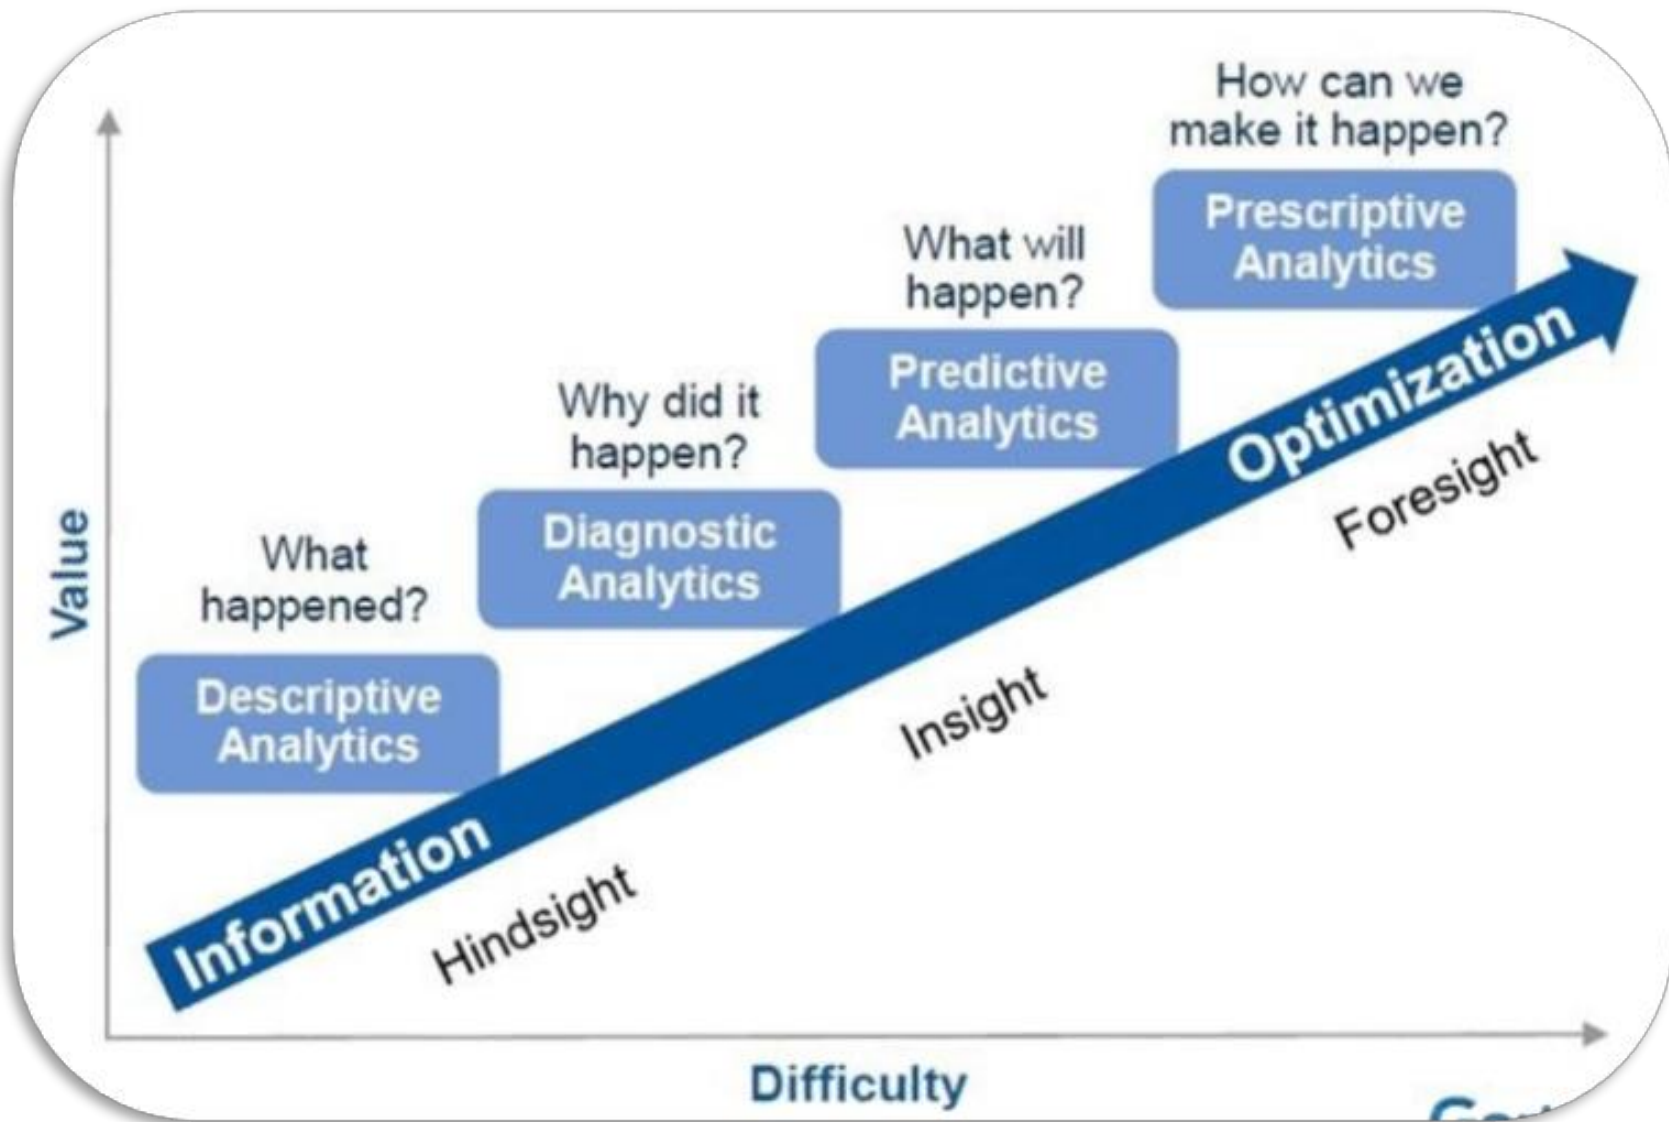 How can we
make it happen?
Prescriptive
Analytics
What will
happen?
Predictive
Analytics
Why did it
happen?
Diagnostic
Analytics
What
happened?
Descriptive
Analytics
Value
Information
Optimization
Hindsight
Insight
Foresight
Difficulty